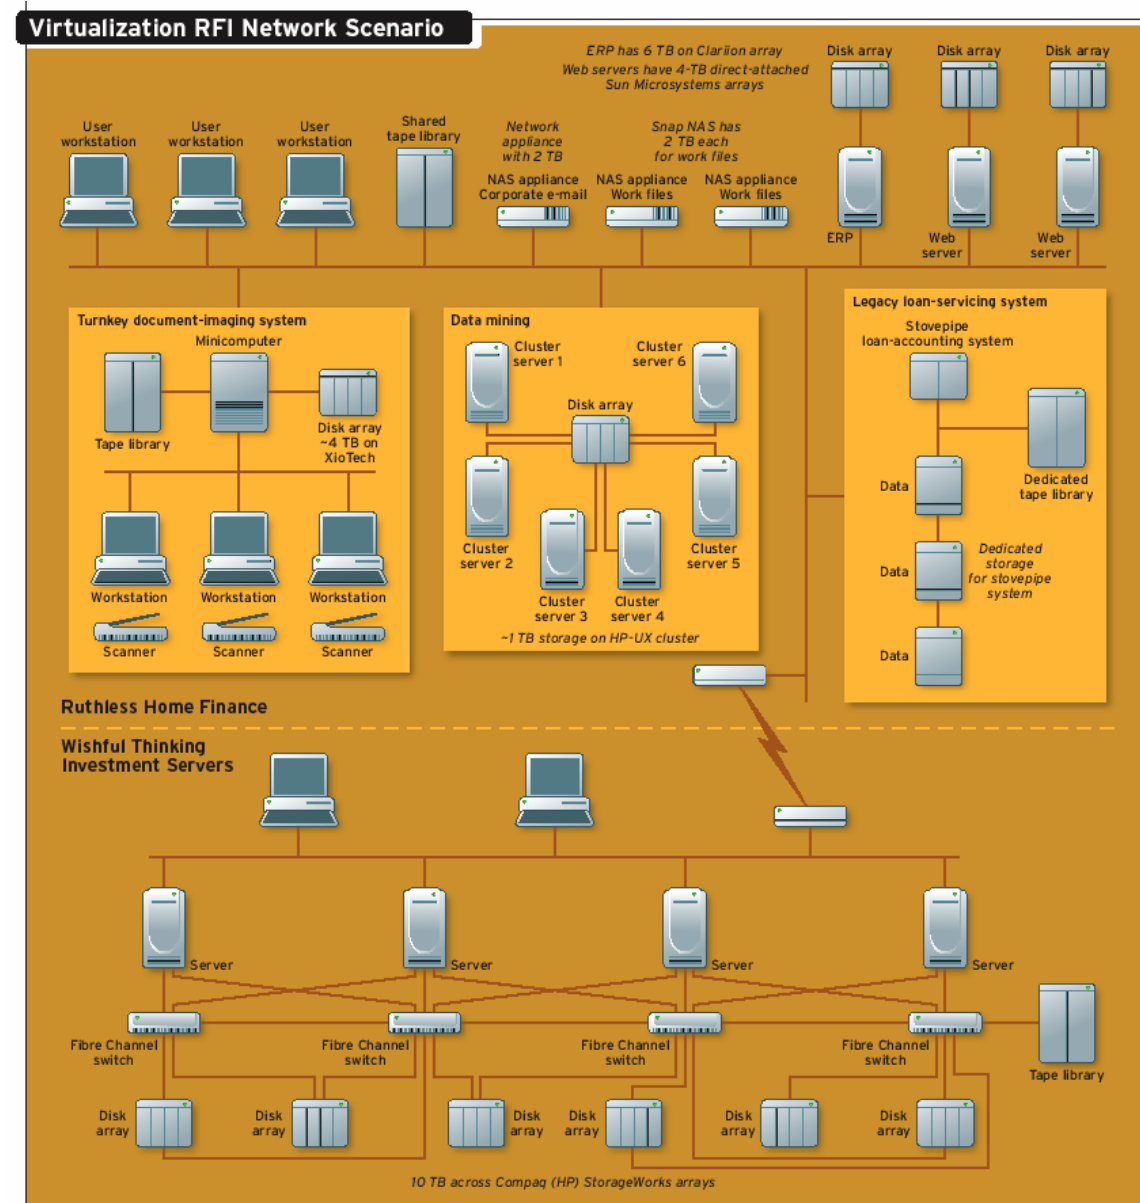 Virtualization RFI Network Scenario
ERP has 6 TB on Clariion array
Web servers have 4-TB direct-attached
Sun Microsystems arrays
Disk array
Disk array
Disk array
User
workstation
User
workstation
User
workstation
Shared
tape library
Network
appliance
with 2 TB
Snap NAS has
2 TB each
for work files
NAS appliance
Corporate e-mail
NAS appliance
Work files
NAS appliance
Work files
ERP
Web
server
Web
server
Turnkey document-imaging system
Minicomputer
Tape library
Disk array
~4 TB on
XioTech
Workstation
Workstation
Workstation
Scanner
Scanner
Scanner
Data mining
Cluster
server 1
Cluster
server 6
Disk array
Cluster
server 2
Cluster
server 5
Cluster
server 3
Cluster
server 4
~1 TB storage on HP-UX cluster
Legacy loan-servicing system
Stovepipe
loan-accounting system
Dedicated
tape library
Data
Data
Dedicated
storage
for stovepipe
system
Data
Ruthless Home Finance
Wishful Thinking
Investment Servers
Server
Server
Server
Server
Fibre Channel
switch
Fibre Channel
switch
Fibre Channel
switch
Fibre Channel
switch
Tape library
Disk
array
Disk
array
Disk
array
Disk
array
Disk
array
Disk
array
10 TB across Compaq (HP) StorageWorks arrays